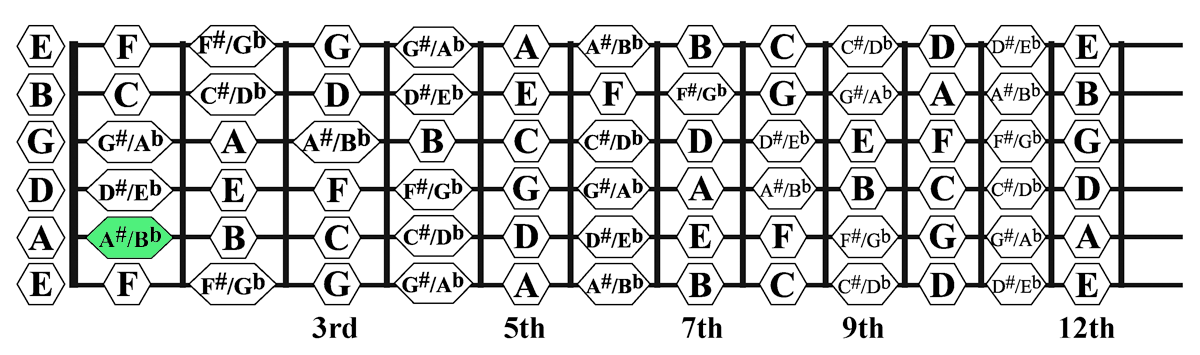 E F F#/Gb G G#/Ab A A#/Bb B C C#/Db D D#/Eb E
B C C#/Db D D#/Eb E F F#/Gb G G#/Ab A A#/Bb B
G G#/Ab A A#/Bb B C C#/Db D D#/Eb E F F#/Gb G
D D#/Eb E F F#/Gb G G#/Ab A A#/Bb B C C#/Db D
A A#/Bb B C C#/Db D D#/Eb E F F#/Gb G G#/Ab A
E F F#/Gb G G#/Ab A A#/Bb B C C#/Db D D#/Eb E
3rd 5th 7th 9th 12th